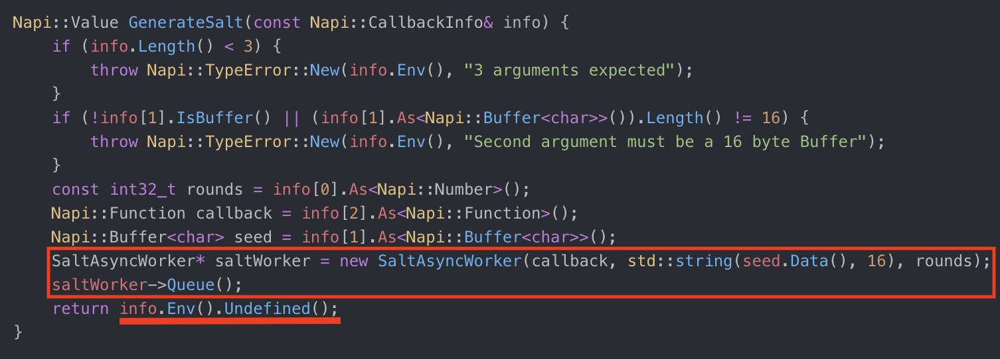 Napi::Value GenerateSalt(const Napi::CallbackInfo& info) {
    if (info.Length() < 3) {
        throw Napi::TypeError::New(info.Env(), "3 arguments expected");
    }
    if (!info[1].IsBuffer() || (info[1].As<Napi::Buffer<char>>()).Length() != 16) {
        throw Napi::TypeError::New(info.Env(), "Second argument must be a 16 byte Buffer");
    }
    const int32_t rounds = info[0].As<Napi::Number>();
    Napi::Function callback = info[2].As<Napi::Function>();
    Napi::Buffer<char> seed = info[1].As<Napi::Buffer<char>>();
    SaltAsyncWorker* saltWorker = new SaltAsyncWorker(callback, std::string(seed.Data(), 16), rounds);
    saltWorker->Queue();
    return info.Env().Undefined();
}